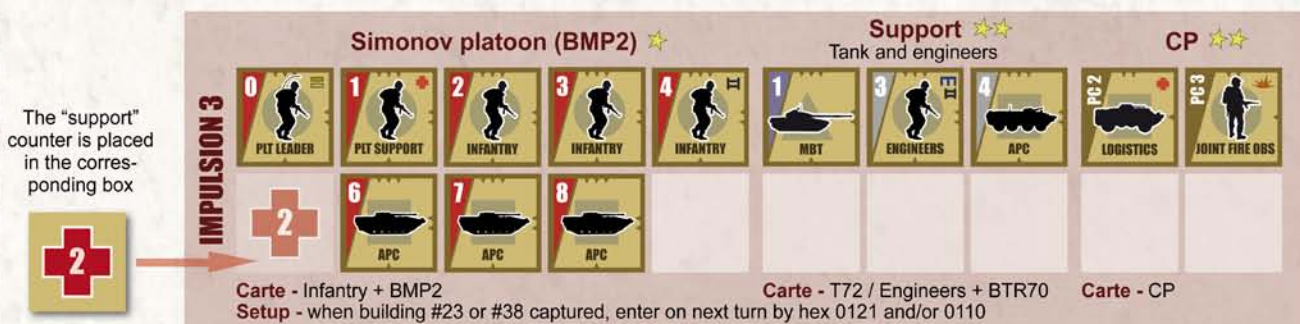 The "support"
counter is placed
in the corres-
ponding box
2
IMPULSION 3
Simonov platoon (BMP2)
Support
Tank and engineers
CP
0 PLT LEADER
1 PLT SUPPORT
2 INFANTRY
3 INFANTRY
4 II INFANTRY
1 MBT
3 E II ENGINEERS
4 APC
PC 2 LOGISTICS
PC 3 JOINT FIRE OBS
2
6 APC
7 APC
8 APC
Carte - Infantry + BMP2
Carte - T72 / Engineers + BTR70
Carte - CP
Setup - when building #23 or #38 captured, enter on next turn by hex 0121 and/or 0110